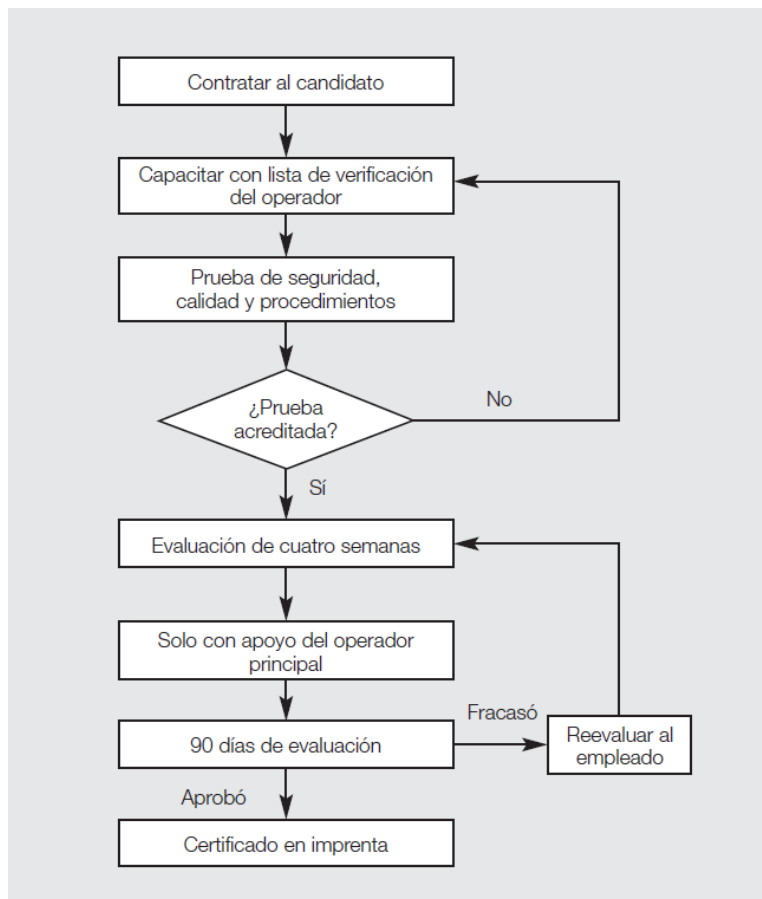 Contratar al candidato
Capacitar con lista de verificación
del operador
Prueba de seguridad,
calidad y procedimientos
¿Prueba
acreditada?
No
Sí
Evaluación de cuatro semanas
Solo con apoyo del operador
principal
90 días de evaluación
Fracasó
Reevaluar al
empleado
Aprobó
Certificado en imprenta